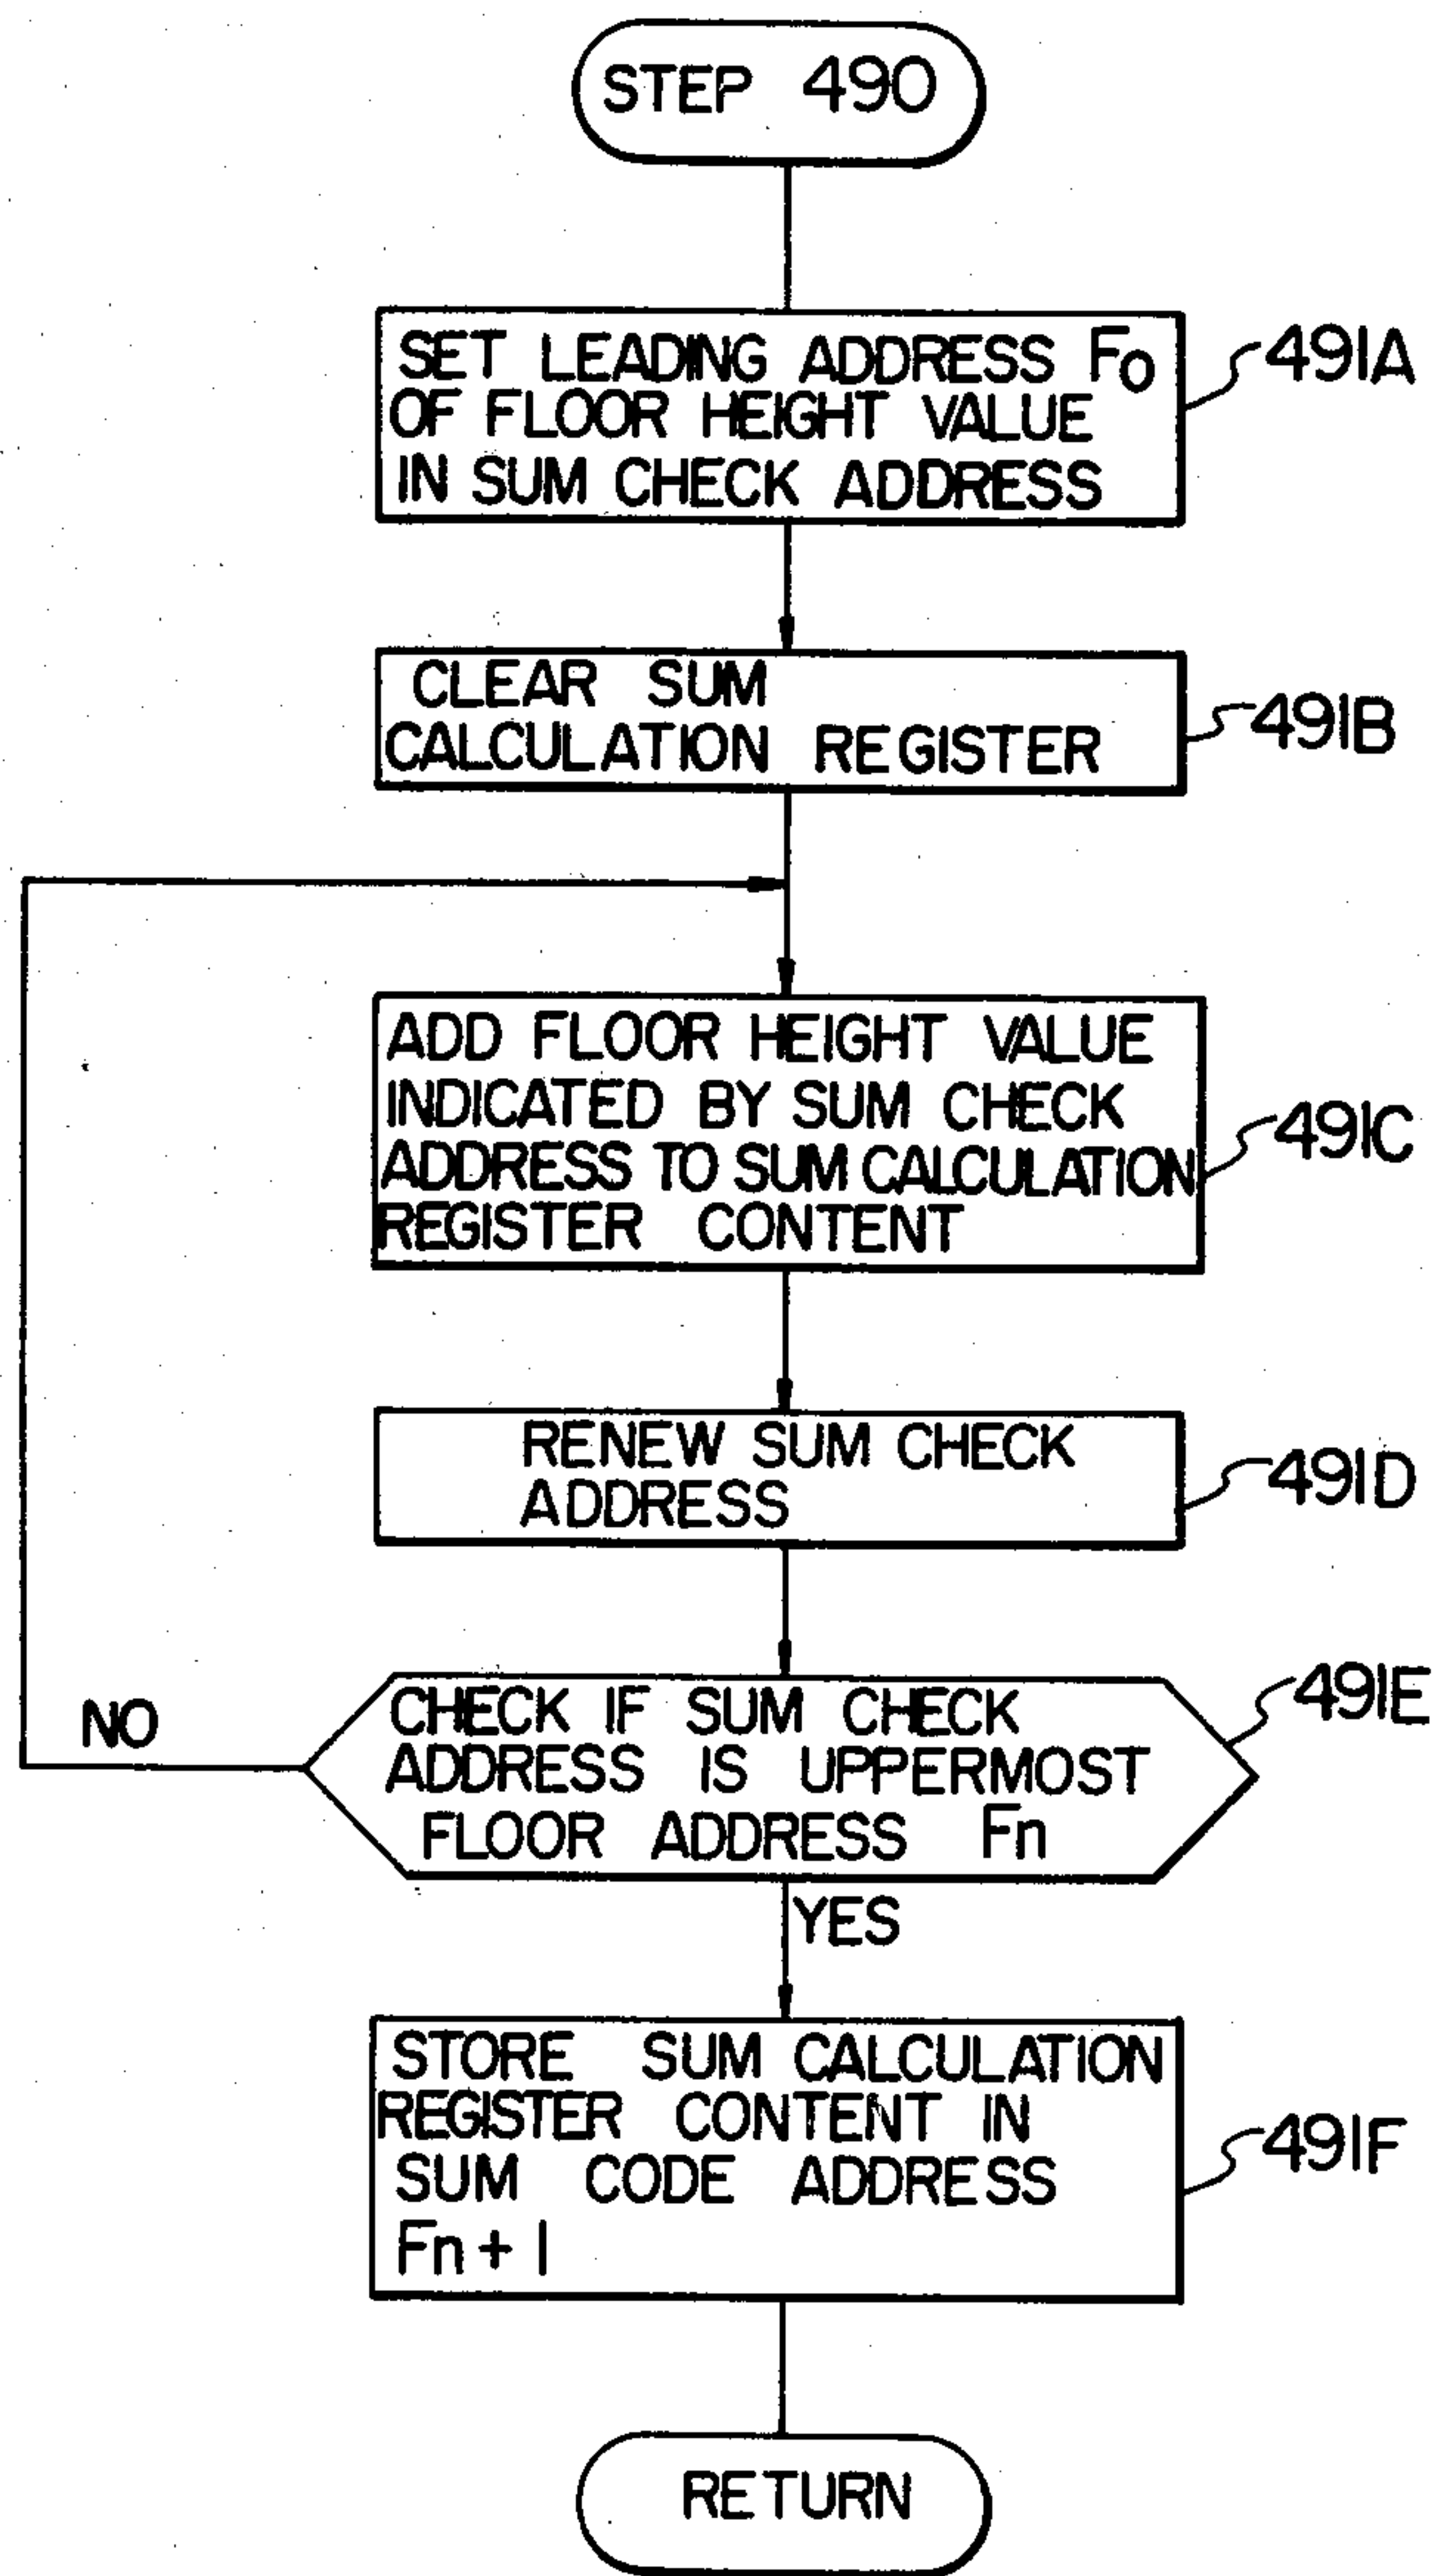 STEP 490
SET LEADING ADDRESS Fo
OF FLOOR HEIGHT VALUE
IN SUM CHECK ADDRESS
491A
CLEAR SUM
CALCULATION REGISTER
491B
ADD FLOOR HEIGHT VALUE
INDICATED BY SUM CHECK
ADDRESS TO SUM CALCULATION
REGISTER CONTENT
491C
RENEW SUM CHECK
ADDRESS
491D
CHECK IF SUM CHECK
ADDRESS IS UPPERMOST
FLOOR ADDRESS Fn
491E
NO
YES
STORE SUM CALCULATION
REGISTER CONTENT IN
SUM CODE ADDRESS
Fn + 1
491F
RETURN